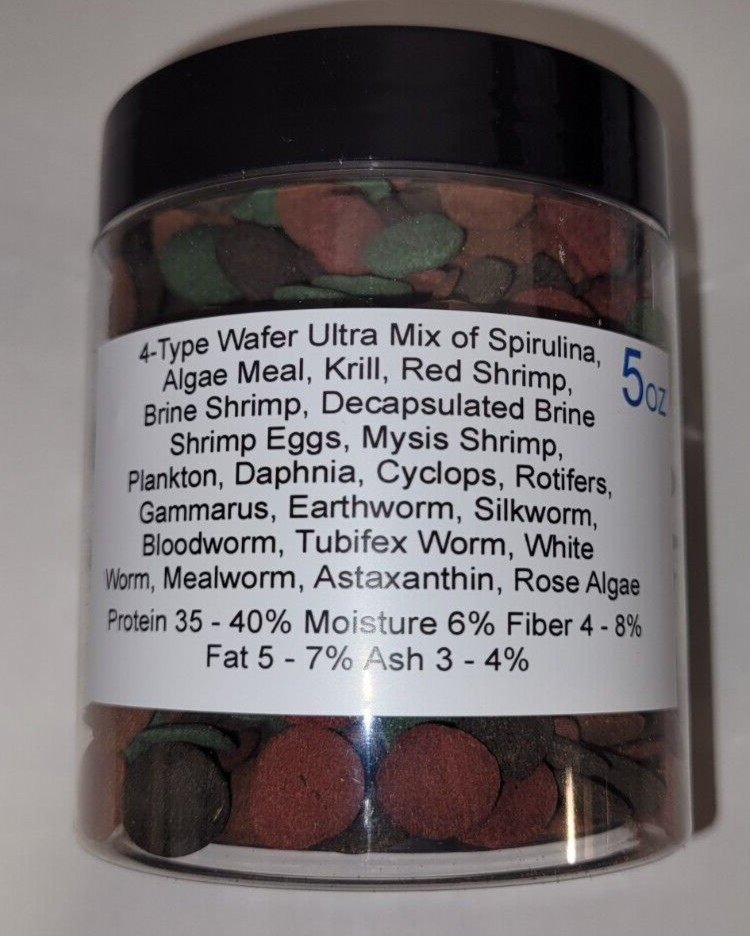 4-Type Wafer Ultra Mix of Spirulina,
Algae Meal, Krill, Red Shrimp,
5oz
Brine Shrimp, Decapsulated Brine
Shrimp Eggs, Mysis Shrimp,
Plankton, Daphnia, Cyclops, Rotifers,
Gammarus, Earthworm, Silkworm,
Bloodworm, Tubifex Worm, White
Worm, Mealworm, Astaxanthin, Rose Algae
Protein 35 - 40% Moisture 6% Fiber 4 - 8%
Fat 5 - 7% Ash 3 - 4%